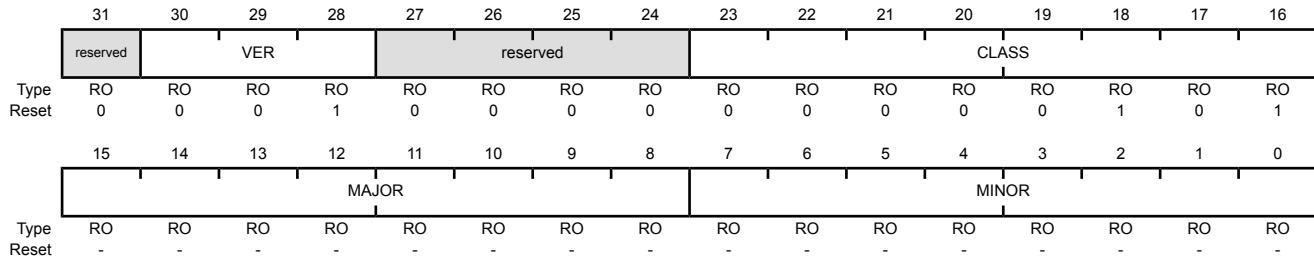 31 30 29 28 27 26 25 24 23 22 21 20 19 18 17 16
reserved VER reserved CLASS
Type RO RO RO RO RO RO RO RO RO RO RO RO RO RO RO RO
Reset 0 0 0 1 0 0 0 0 0 0 0 0 0 1 0 1
15 14 13 12 11 10 9 8 7 6 5 4 3 2 1 0
MAJOR MINOR
Type RO RO RO RO RO RO RO RO RO RO RO RO RO RO RO RO
Reset - - - - - - - - - - - - - - - -